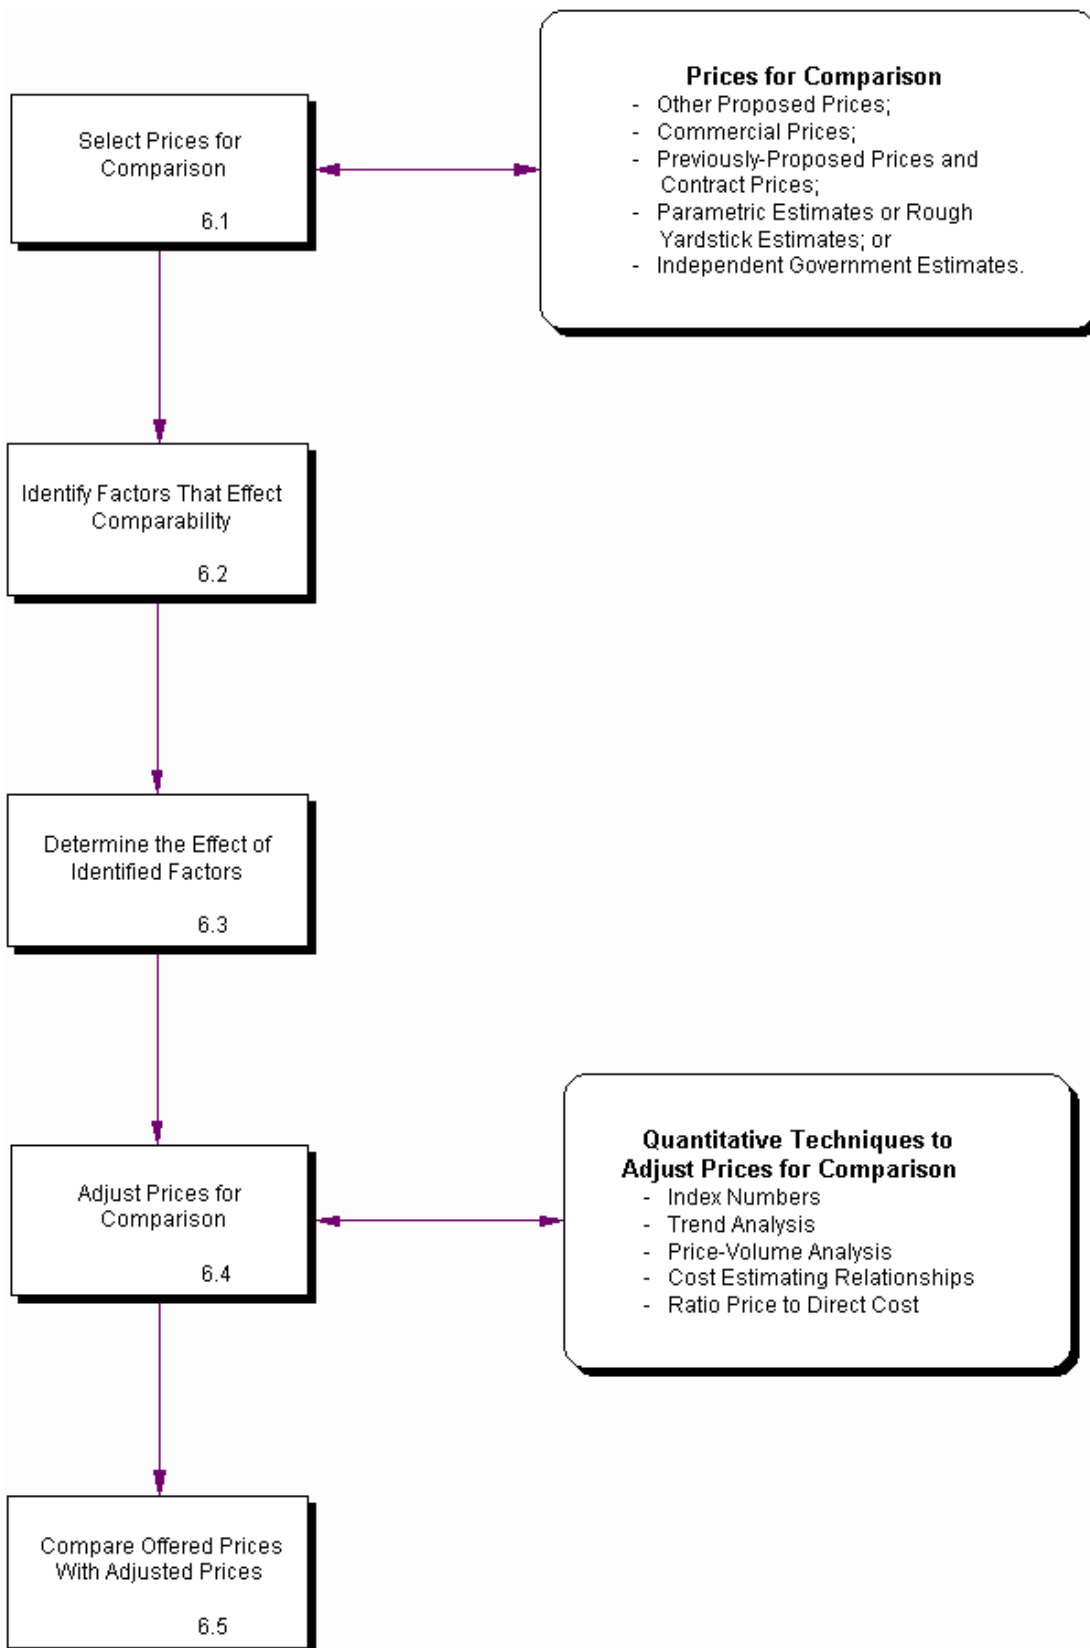 Select Prices for
Comparison
6.1
Prices for Comparison
- Other Proposed Prices;
- Commercial Prices;
- Previously-Proposed Prices and
Contract Prices;
- Parametric Estimates or Rough
Yardstick Estimates; or
- Independent Government Estimates.
Identify Factors That Effect
Comparability
6.2
Determine the Effect of
Identified Factors
6.3
Adjust Prices for
Comparison
6.4
Quantitative Techniques to
Adjust Prices for Comparison
- Index Numbers
- Trend Analysis
- Price-Volume Analysis
- Cost Estimating Relationships
- Ratio Price to Direct Cost
Compare Offered Prices
With Adjusted Prices
6.5